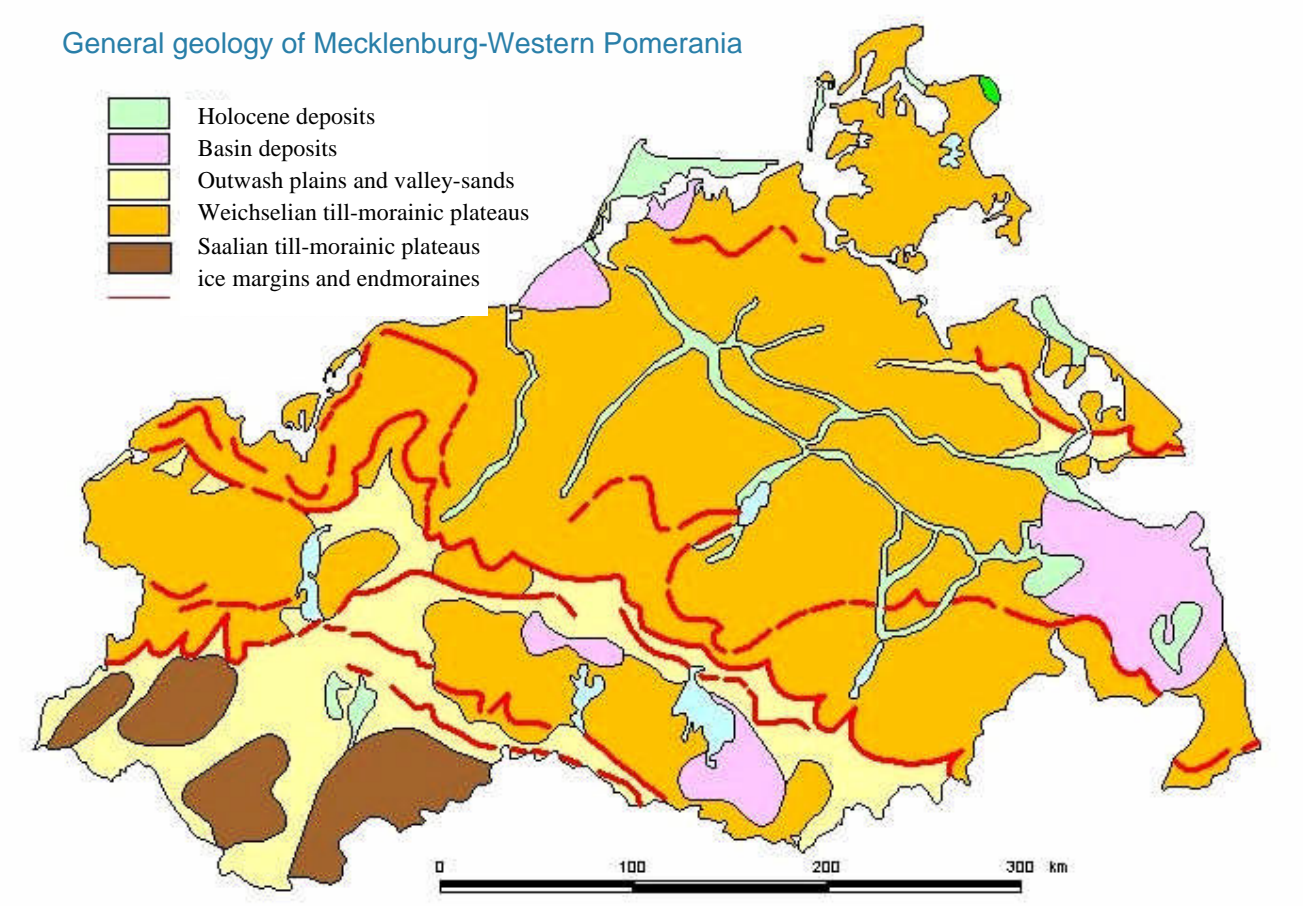 General geology of Mecklenburg-Western Pomerania
Holocene deposits
Basin deposits
Outwash plains and valley-sands
Weichselian till-morainic plateaus
Saalian till-morainic plateaus
ice margins and endmoraines
0 100 200 300 km